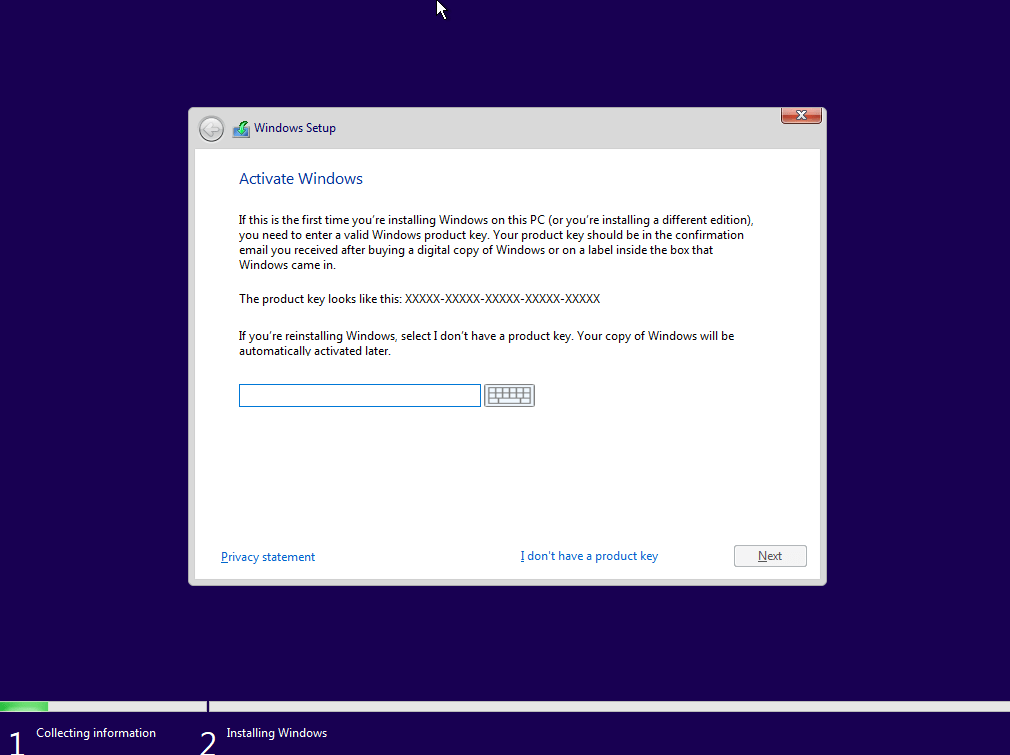 Windows Setup
Activate Windows
If this is the first time you're installing Windows on this PC (or you're installing a different edition),
you need to enter a valid Windows product key. Your product key should be in the confirmation
email you received after buying a digital copy of Windows or on a label inside the box that
Windows came in.
The product key looks like this: XXXXX-XXXXX-XXXXX-XXXXX-XXXXX
If you're reinstalling Windows, select I don't have a product key. Your copy of Windows will be
automatically activated later.
Privacy statement
I don't have a product key
Next
1 Collecting information
2 Installing Windows